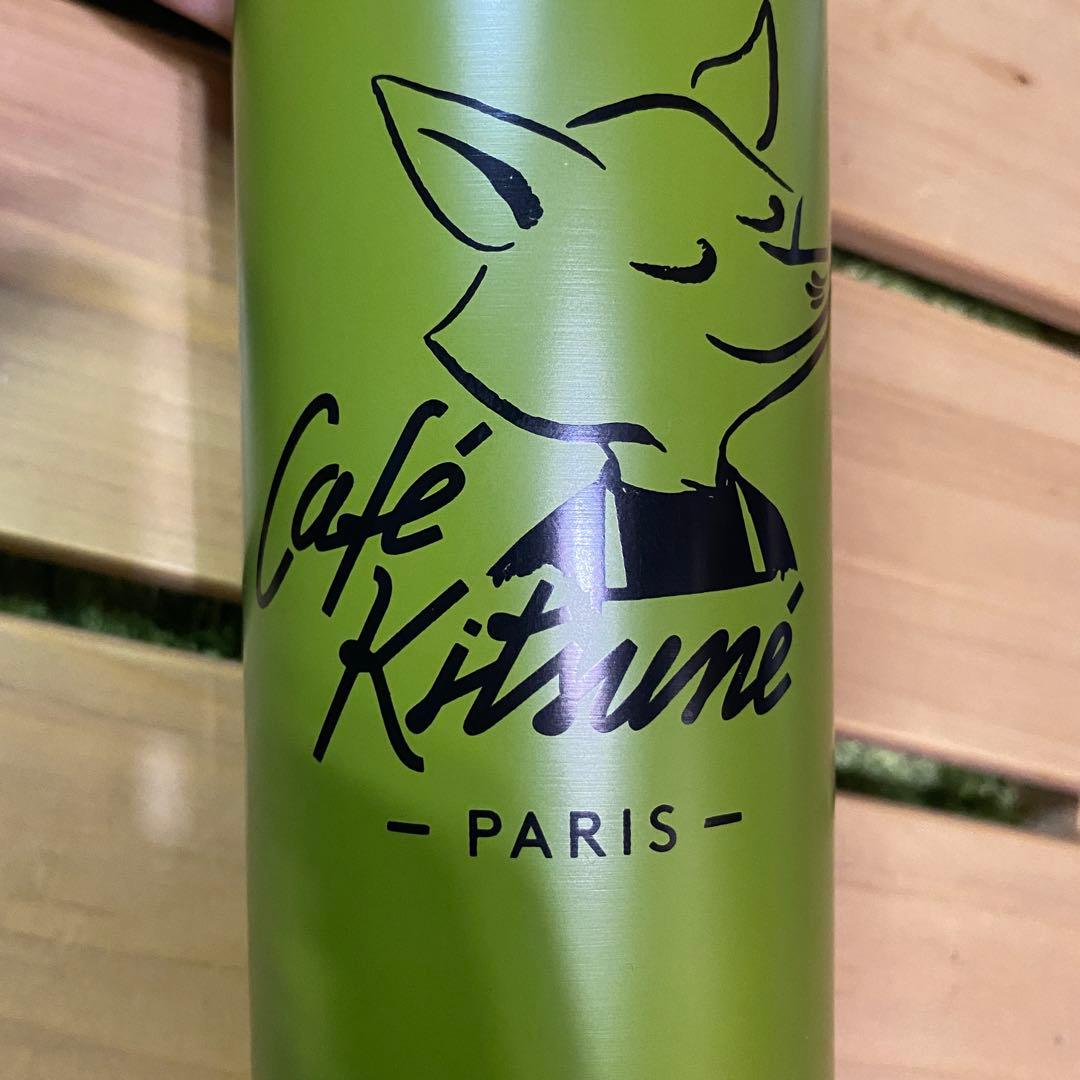 Café
Kitsuné
- PARIS -